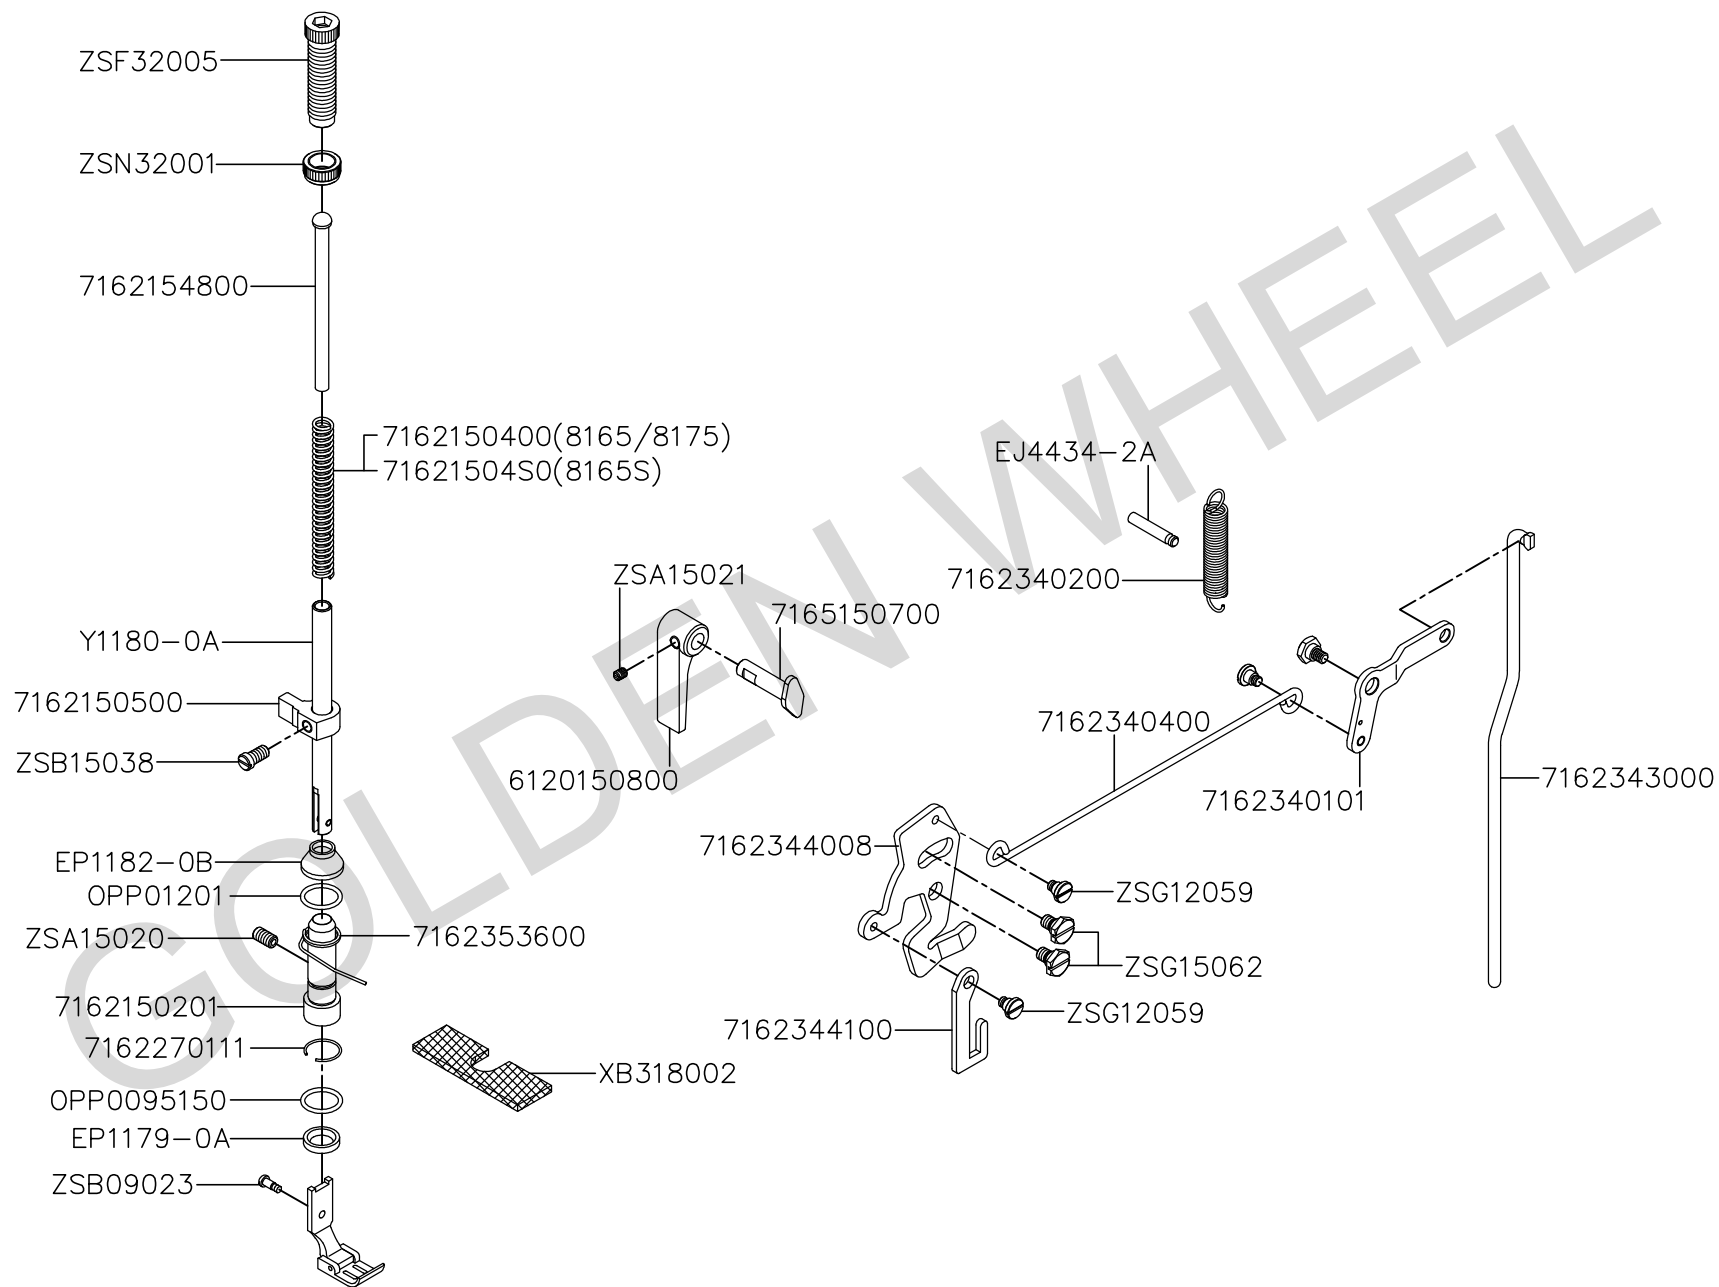 ZSF32005
ZSN32001
7162154800
7162150400(8165/8175)
71621504S0(8165S)
Y1180-0A
7162150500
ZSB15038
EP1182-0B
OPP01201
ZSA15020
7162353600
7162150201
7162270111
OPP0095150
EP1179-0A
ZSB09023
XB318002
ZSA15021
7165150700
6120150800
EJ4434-2A
7162340200
7162340400
7162340101
7162343000
7162344008
ZSG12059
ZSG15062
ZSG12059
7162344100
GOLDEN WHEEL